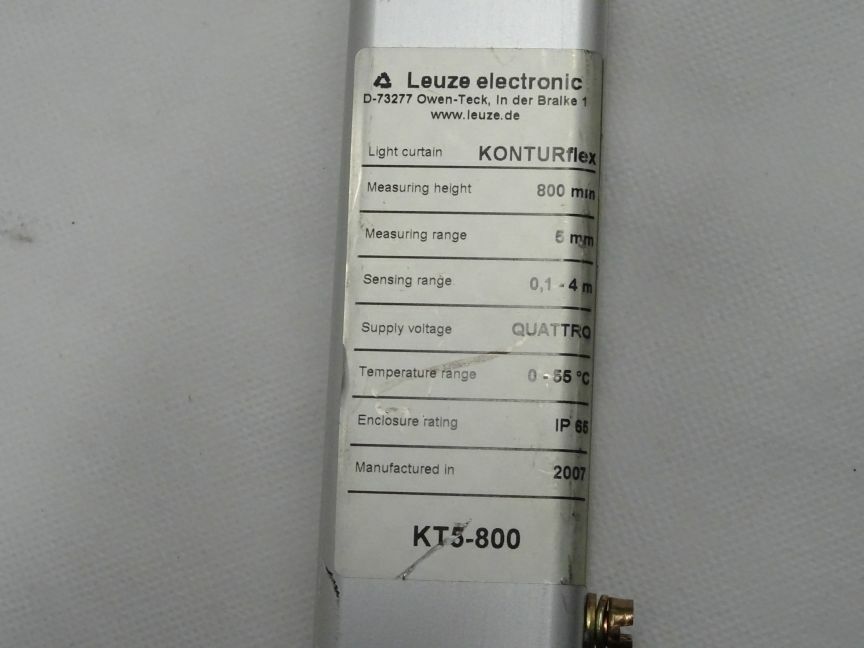 Leuze electronic
D-73277 Owen-Teck, In der Braike 1
www.leuze.de
Light curtain KONTURflex
Measuring height 800 mm
Measuring range 5 mm
Sensing range 0,1 - 4 m
Supply voltage QUATTRO
Temperature range 0 - 55 °C
Enclosure rating IP 65
Manufactured in 2007
KT5-800